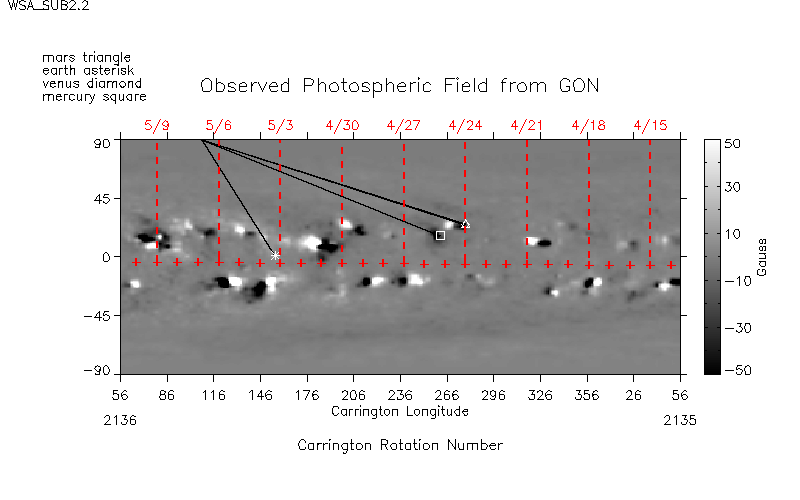 WSA_SUB2.2
mars triangle
earth asterisk
venus diamond
mercury square
Observed Photospheric Field from GON
5/9 5/6 5/3 4/30 4/27 4/24 4/21 4/18 4/15
90
45
0
-45
-90
50
30
10
-10
-30
-50
Gauss
56 86 116 146 176 206 236 266 296 326 356 26 56
Carrington Longitude
2136 2135
Carrington Rotation Number